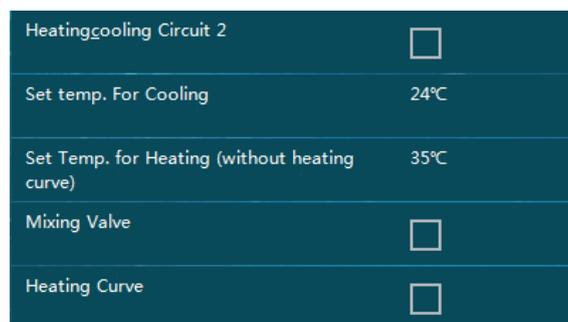 Heatingcooling Circuit 2
Set temp. For Cooling 24℃
Set Temp. for Heating (without heating 35℃
curve)
Mixing Valve
Heating Curve